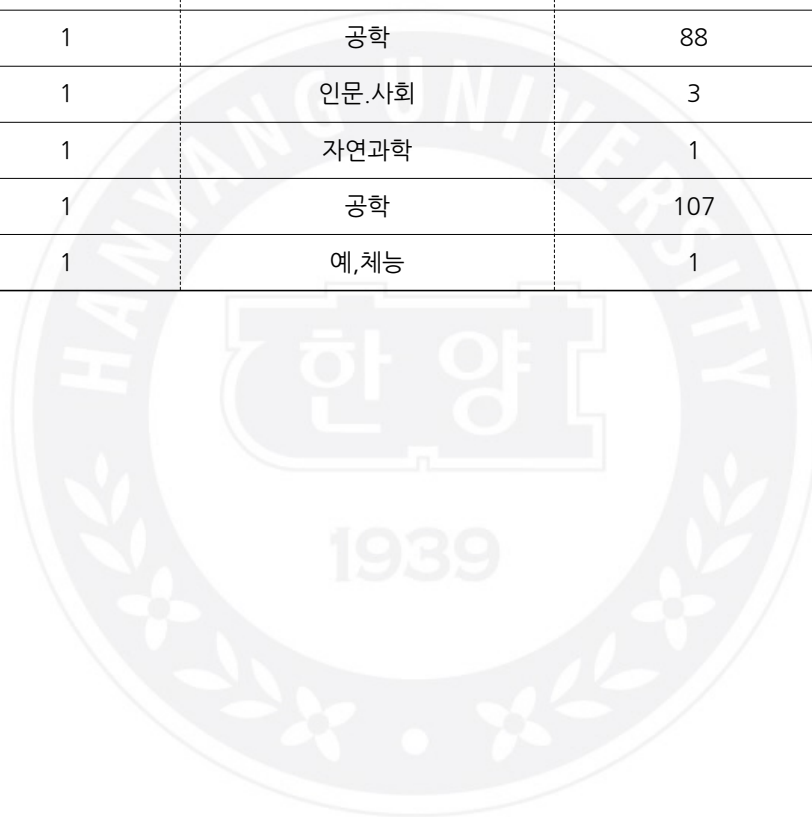 1 공학 88
1 인문.사회 3
1 자연과학 1
1 공학 107
1 예,체능 1
HANYANG UNIVERSITY
한양
1939